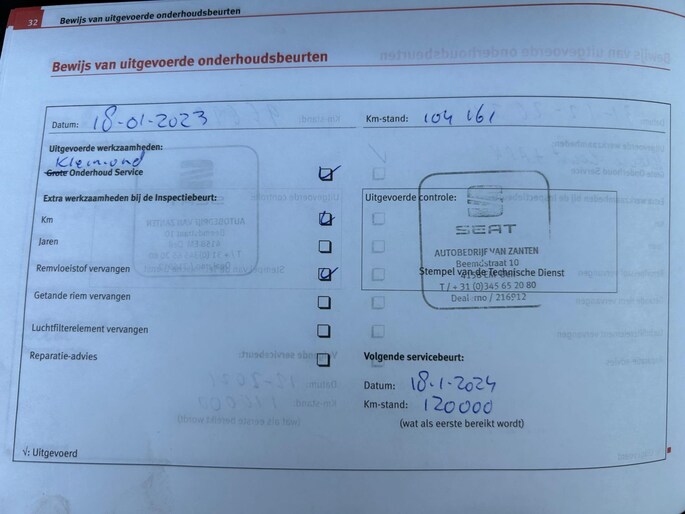 32 Bewijs van uitgevoerde onderhoudsbeurten
Bewijs van uitgevoerde onderhoudsbeurten
Datum: 18-01-2023 Km-stand: 104 161
Uitgevoerde werkzaamheden:
Klein ond
Grote Onderhoud Service
Extra werkzaamheden bij de Inspectiebeurt: Uitgevoerde controle:
Km
SEAT
Jaren
AUTOBEDRIJF VAN ZANTEN
Beemdstraat 10
Remvloeistof vervangen
Stempel van de Technische Dienst
T / + 31 (0)345 65 20 80
Getande riem vervangen
Deal no / 216912
Luchtfilterelement vervangen
Reparatie-advies
Volgende servicebeurt:
Datum: 18-1-2024
Km-stand: 120000
(wat als eerste bereikt wordt)
√: Uitgevoerd